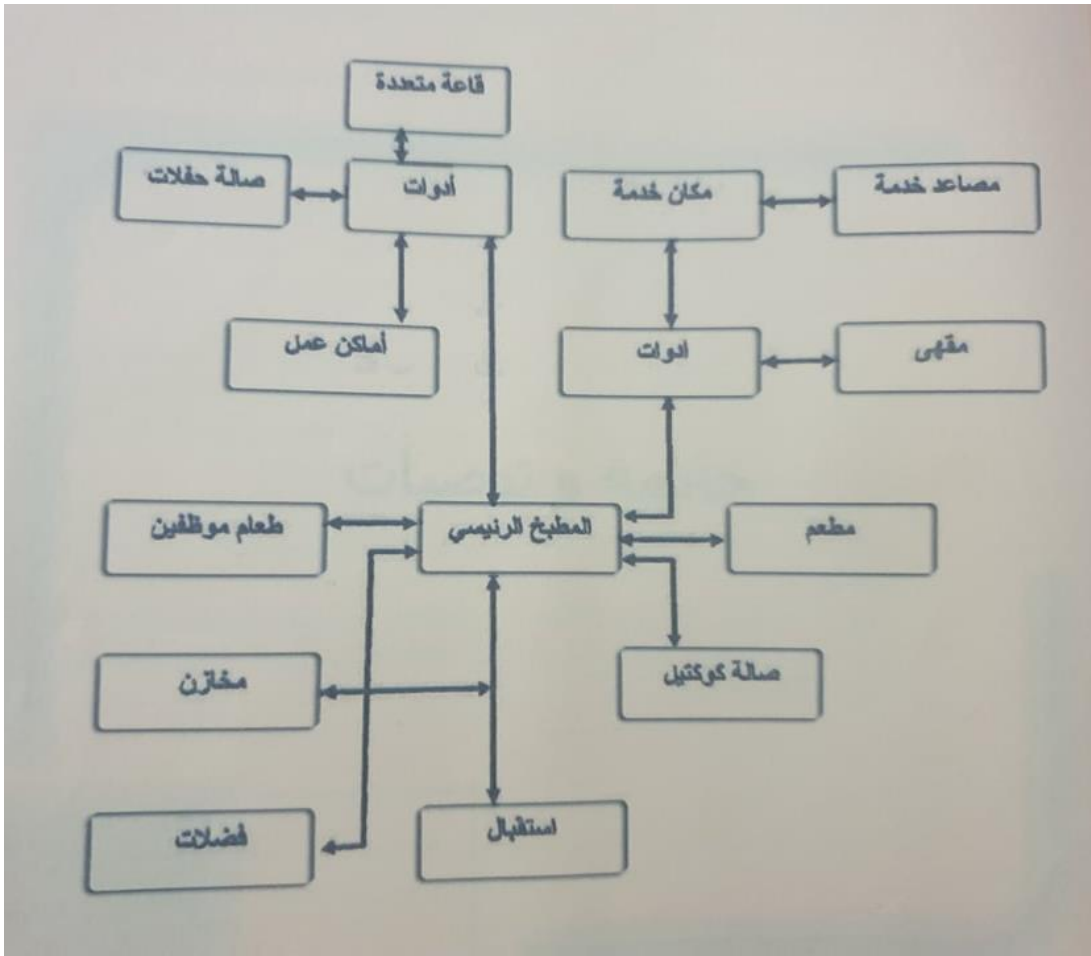 قاعة متعددة
صالة حفلات
أدوات
مكان خدمة
مصاعد خدمة
أماكن عمل
ادوات
مقهى
طعام موظفين
المطبخ الرئيسي
مطعم
مخازن
صالة كوكتيل
فضلات
استقبال